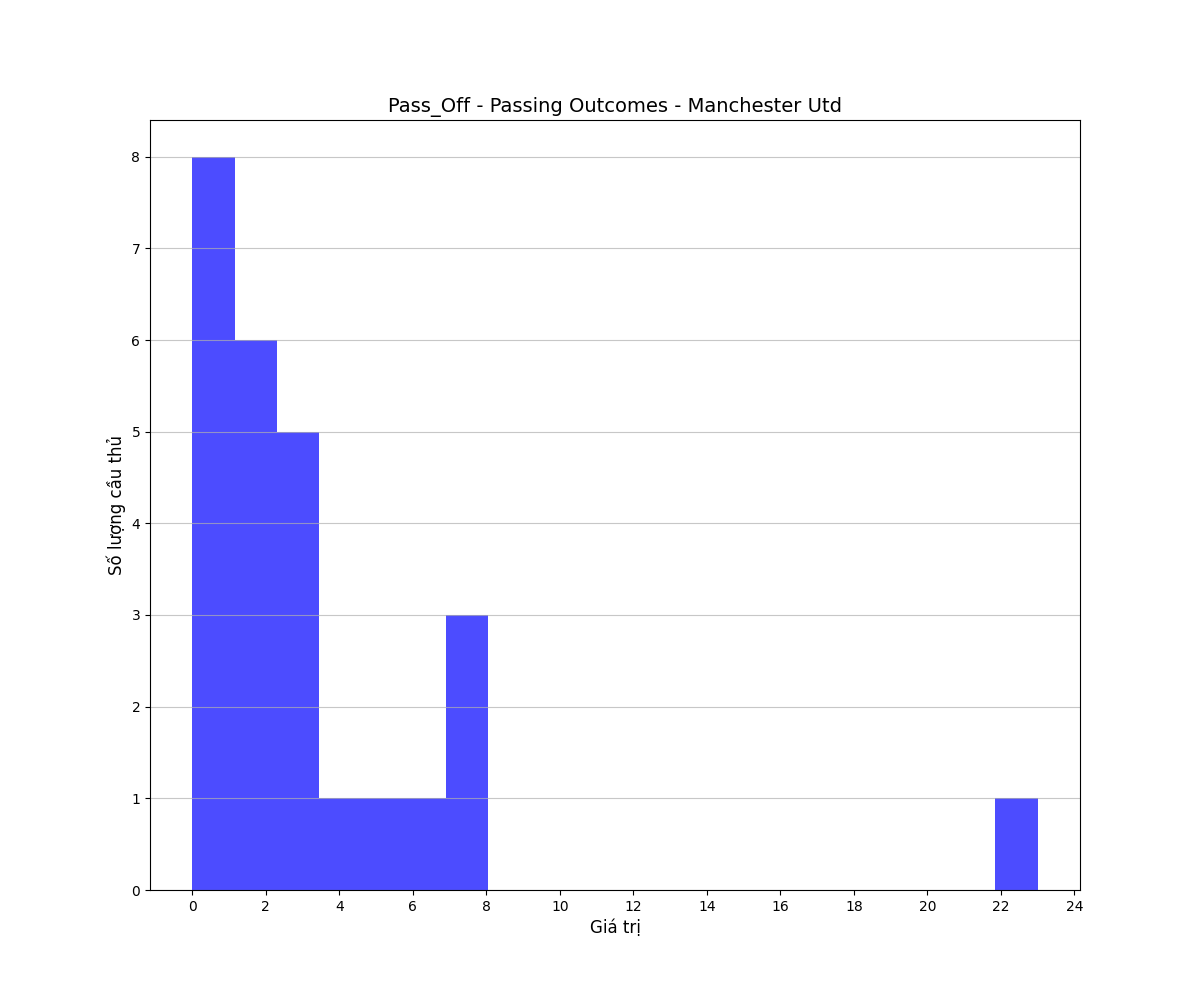 Pass_Off - Passing Outcomes - Manchester Utd
8
7
6
5
4
3
2
1
0
Số lượng cầu thủ
0 2 4 6 8 10 12 14 16 18 20 22 24
Giá trị